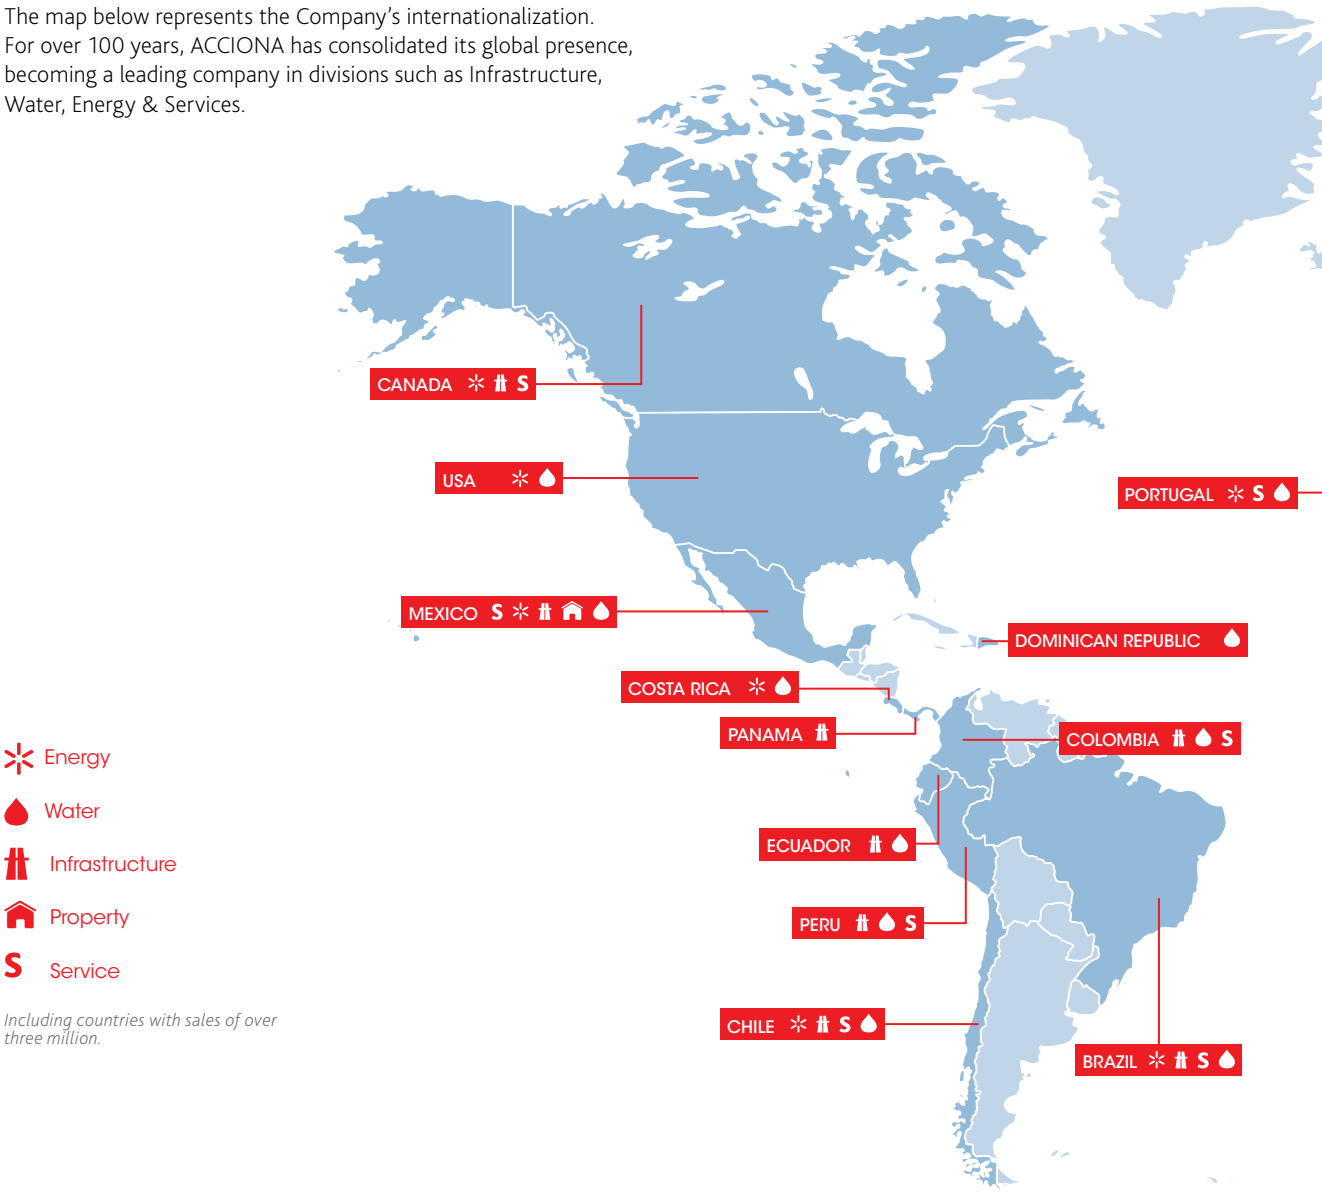 The map below represents the Company’s internationalization.
For over 100 years, ACCIONA has consolidated its global presence,
becoming a leading company in divisions such as Infrastructure,
Water, Energy & Services.
CANADA S
USA
PORTUGAL S
MEXICO S
DOMINICAN REPUBLIC
COSTA RICA
PANAMA
COLOMBIA S
ECUADOR
PERU S
CHILE S
BRAZIL S
Energy
Water
Infrastructure
Property
S Service
Including countries with sales of over
three million.